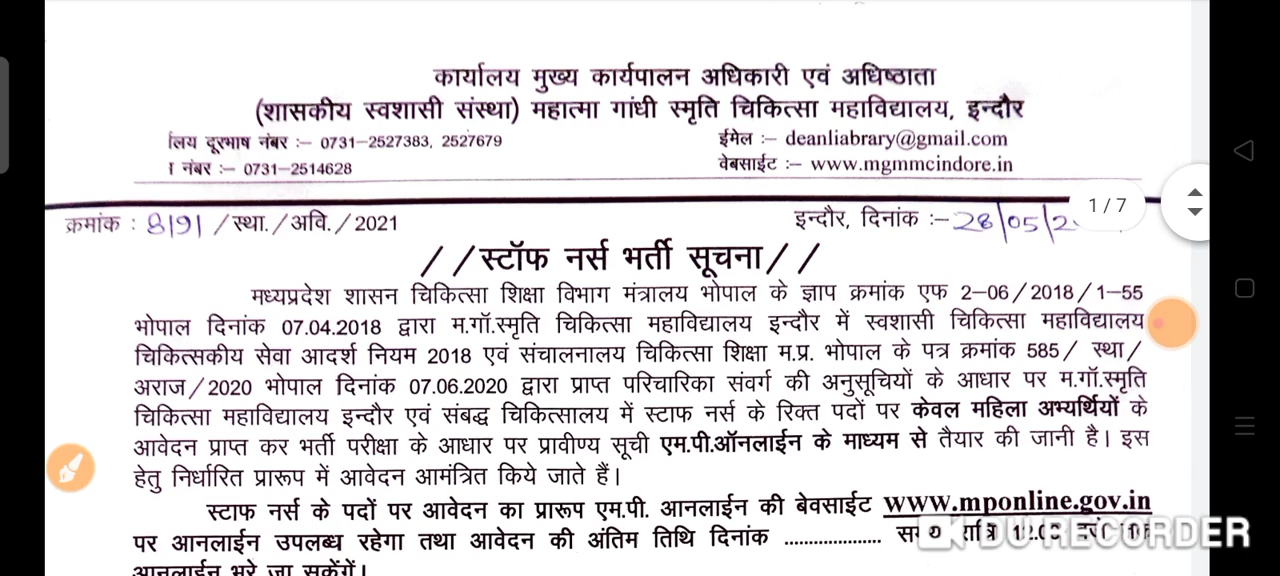 कार्यालय मुख्य कार्यपालन अधिकारी एवं अधिष्ठाता
(शासकीय स्वशासी संस्था) महात्मा गांधी स्मृति चिकित्सा महाविद्यालय, इन्दौर
लिय दूरभाष नंबर :– 0731–2527383, 2527679 ईमेल :– deanliabrary@gmail.com
नंबर :– 0731–2514628 वेबसाईट :– www.mgmmcindore.in
1/7
क्रमांक : 8191/स्था./अवि./2021 इन्दौर, दिनांक :–28/05/2
//स्टॉफ नर्स भर्ती सूचना//
मध्यप्रदेश शासन चिकित्सा शिक्षा विभाग मंत्रालय भोपाल के ज्ञाप क्रमांक एफ 2–06/2018/1–55
भोपाल दिनांक 07.04.2018 द्वारा म.गॉ.स्मृति चिकित्सा महाविद्यालय इन्दौर में स्वशासी चिकित्सा महाविद्यालय
चिकित्सकीय सेवा आदर्श नियम 2018 एवं संचालनालय चिकित्सा शिक्षा म.प्र. भोपाल के पत्र क्रमांक 585/ स्था/
अराज/2020 भोपाल दिनांक 07.06.2020 द्वारा प्राप्त परिचारिका संवर्ग की अनुसूचियों के आधार पर म.गॉ.स्मृति
चिकित्सा महाविद्यालय इन्दौर एवं संबद्ध चिकित्सालय में स्टाफ नर्स के रिक्त पदों पर केवल महिला अभ्यर्थियों के
आवेदन प्राप्त कर भर्ती परीक्षा के आधार पर प्रावीण्य सूची एम.पी.ऑनलाईन के माध्यम से तैयार की जानी है। इस
हेतु निर्धारित प्रारूप में आवेदन आमंत्रित किये जाते हैं।
स्टाफ नर्स के पदों पर आवेदन का प्रारूप एम.पी. आनलाईन की बेवसाईट www.mponline.gov.in
पर आनलाईन उपलब्ध रहेगा तथा आवेदन की अंतिम तिथि दिनांक ................... रात्रि
DU RECORDER
आनलाईन भरे जा सकेंगें।